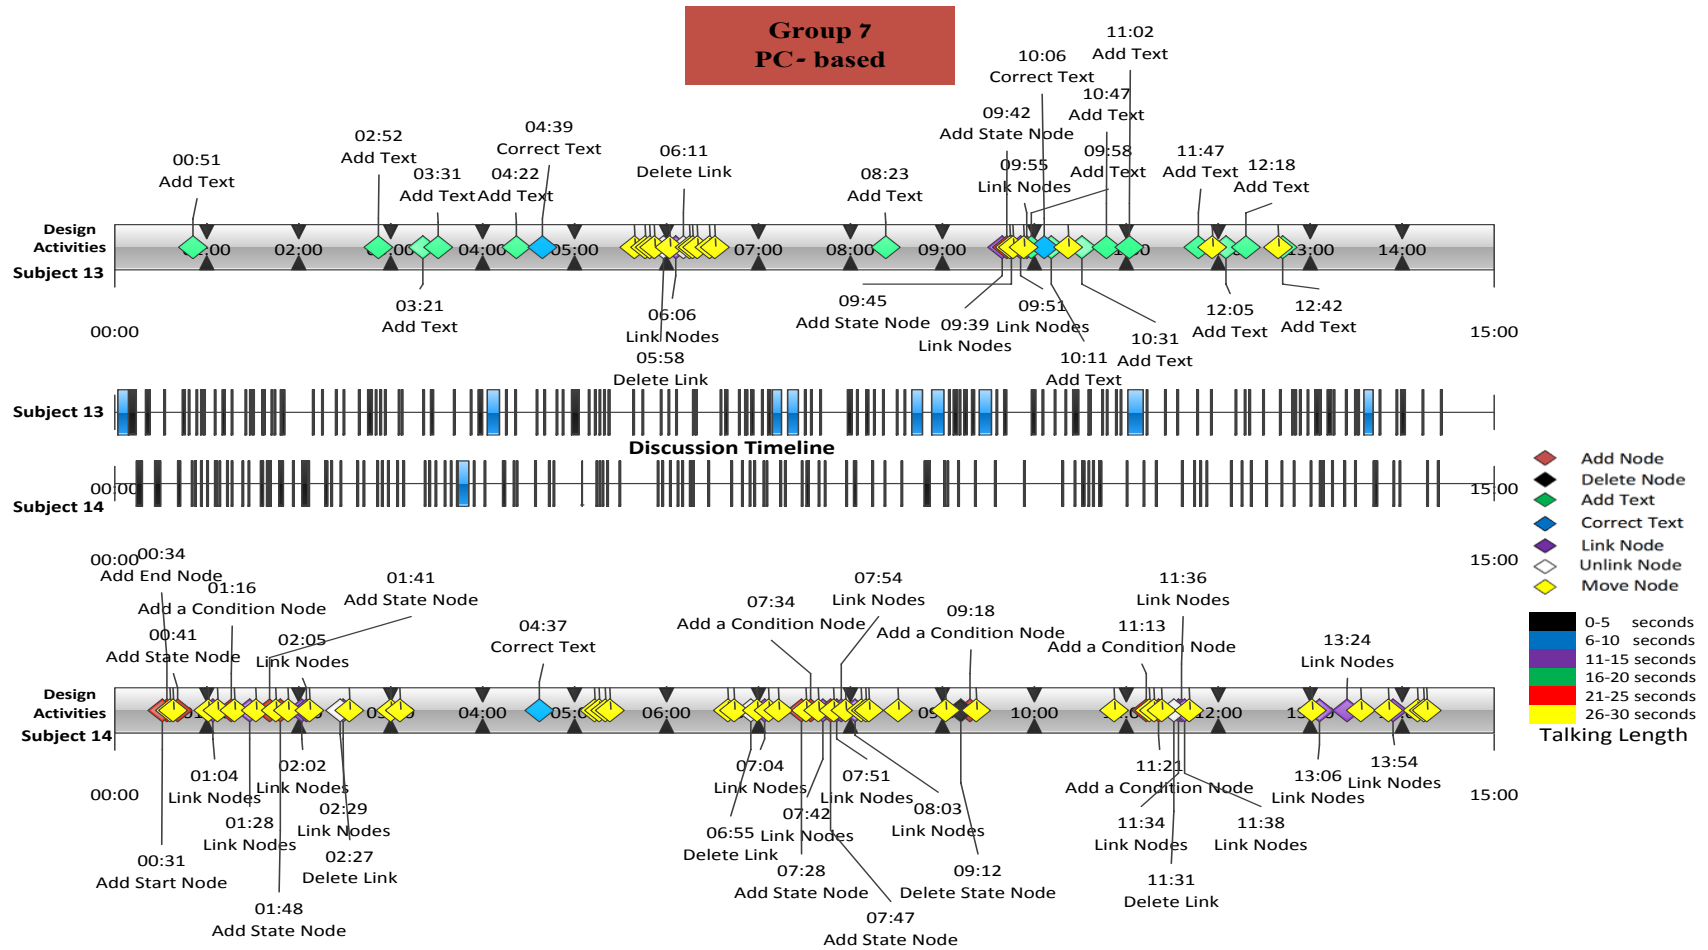 Group 7
PC- based
11:02
Add Text
10:06
Correct Text
10:47
Add Text
09:42
Add State Node
04:39
Correct Text
02:52
Add Text
06:11
Delete Link
00:51
Add Text
03:31
Add Text
04:22
Add Text
08:23
Add Text
09:55
Link Nodes
09:58
Add Text
11:47
Add Text
12:18
Add Text
Design
Activities
Subject 13
02:00
04:00
05:00
07:00
08:00
09:00
13:00
14:00
00:00
15:00
03:21
Add Text
06:06
Link Nodes
05:58
Delete Link
09:45
Add State Node
09:39
Link Nodes
09:51
Link Nodes
10:11
Add Text
10:31
Add Text
12:05
Add Text
12:42
Add Text
Subject 13
Discussion Timeline
00:00
15:00
Subject 14
00:00
15:00
Add Node
Delete Node
Add Text
Correct Text
Link Node
Unlink Node
Move Node
0-5 seconds
6-10 seconds
11-15 seconds
16-20 seconds
21-25 seconds
26-30 seconds
Talking Length
00:34
Add End Node
01:16
Add a Condition Node
01:41
Add State Node
00:41
Add State Node
02:05
Link Nodes
04:37
Correct Text
07:34
Add a Condition Node
07:54
Link Nodes
09:18
Add a Condition Node
11:36
Link Nodes
11:13
Add a Condition Node
13:24
Link Nodes
Design
Activities
Subject 14
04:00
06:00
10:00
12:00
00:00
15:00
01:04
Link Nodes
02:02
Link Nodes
01:28
Link Nodes
02:29
Link Nodes
00:31
Add Start Node
02:27
Delete Link
01:48
Add State Node
07:04
Link Nodes
06:55
Delete Link
07:42
Link Nodes
07:51
Link Nodes
08:03
Link Nodes
07:28
Add State Node
07:47
Add State Node
09:12
Delete State Node
11:21
Add a Condition Node
11:34
Link Nodes
11:38
Link Nodes
11:31
Delete Link
13:06
Link Nodes
13:54
Link Nodes